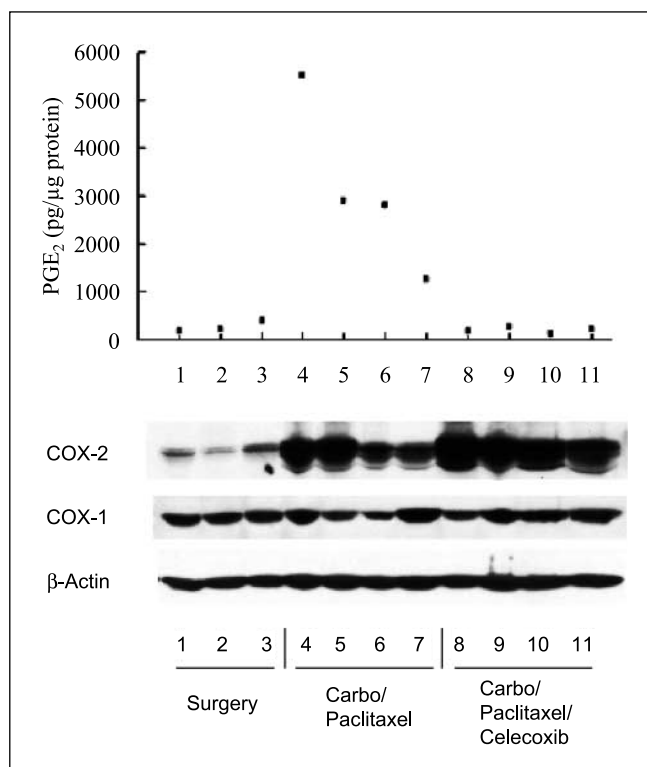 6000
5000
4000
3000
2000
1000
0
PGE₂ (pg/μg protein)
1 2 3 4 5 6 7 8 9 10 11
COX-2
COX-1
β-Actin
1 2 3 4 5 6 7 8 9 10 11
Surgery
Carbo/
Paclitaxel
Carbo/
Paclitaxel/
Celecoxib